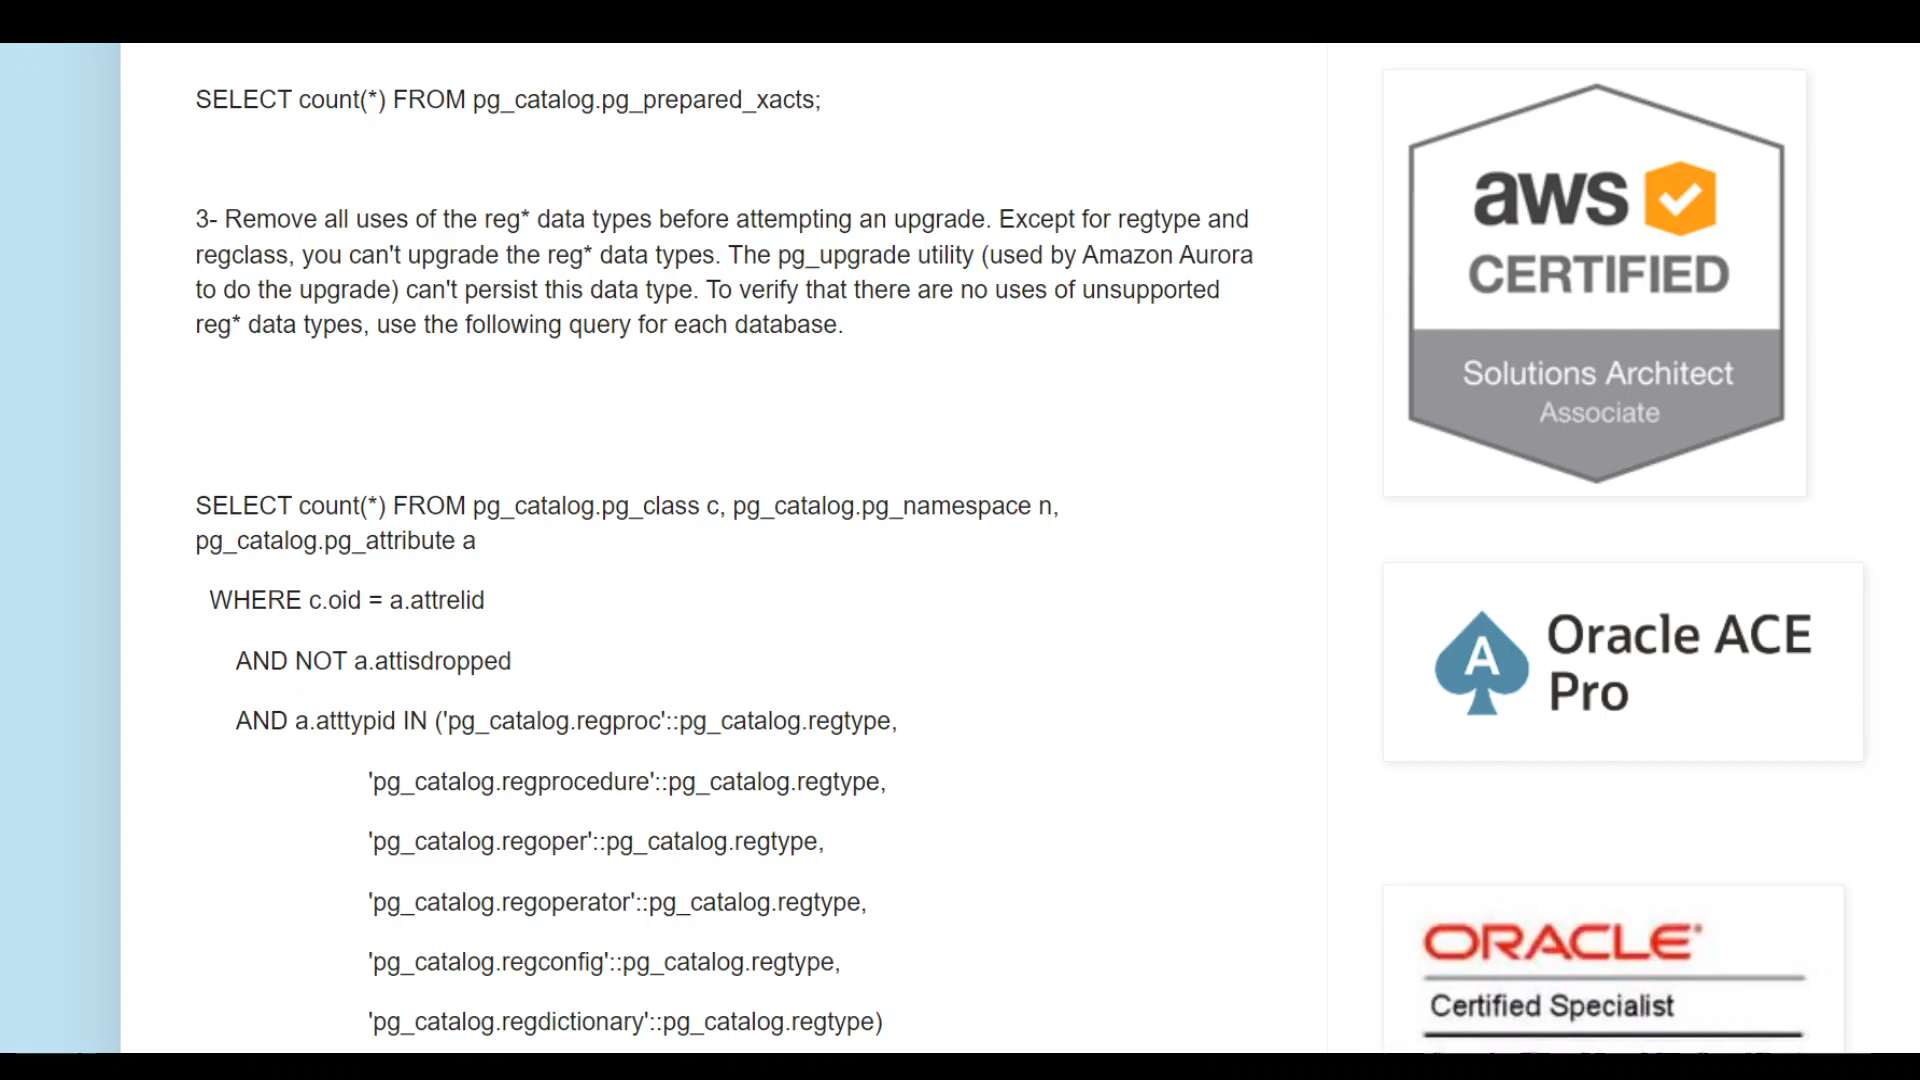 SELECT count(*) FROM pg_catalog.pg_prepared_xacts;
3- Remove all uses of the reg* data types before attempting an upgrade. Except for regtype and
regclass, you can't upgrade the reg* data types. The pg_upgrade utility (used by Amazon Aurora
to do the upgrade) can't persist this data type. To verify that there are no uses of unsupported
reg* data types, use the following query for each database.
SELECT count(*) FROM pg_catalog.pg_class c, pg_catalog.pg_namespace n,
pg_catalog.pg_attribute a
WHERE c.oid = a.attrelid
AND NOT a.attisdropped
AND a.atttypid IN ('pg_catalog.regproc'::pg_catalog.regtype,
'pg_catalog.regprocedure'::pg_catalog.regtype,
'pg_catalog.regoper'::pg_catalog.regtype,
'pg_catalog.regoperator'::pg_catalog.regtype,
'pg_catalog.regconfig'::pg_catalog.regtype,
'pg_catalog.regdictionary'::pg_catalog.regtype)
aws
CERTIFIED
Solutions Architect
Associate
A
Oracle ACE
Pro
ORACLE
Certified Specialist